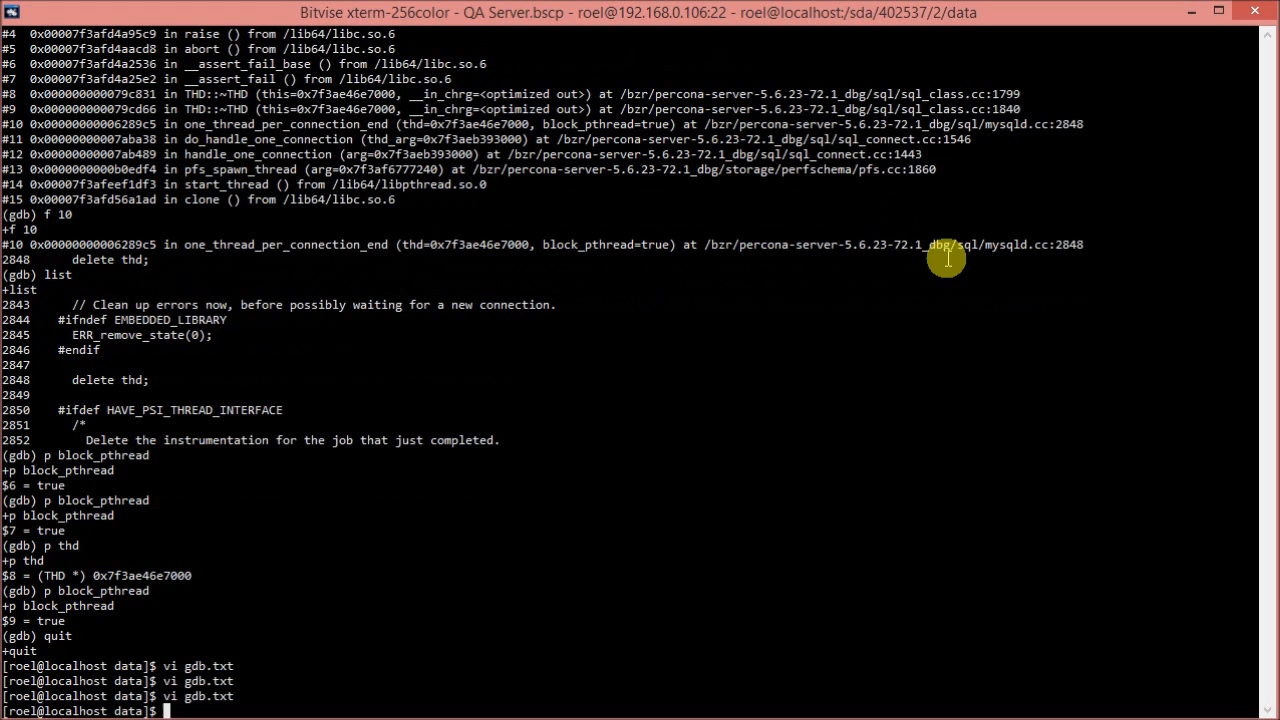 Bitvise xterm-256color - QA Server.bscp - roel@192.168.0.106:22 - roel@localhost:/sda/402537/2/data
#4  0x00007f3afd4a95c9 in raise () from /lib64/libc.so.6
#5  0x00007f3afd4aacd8 in abort () from /lib64/libc.so.6
#6  0x00007f3afd4a2536 in __assert_fail_base () from /lib64/libc.so.6
#7  0x00007f3afd4a25e2 in __assert_fail () from /lib64/libc.so.6
#8  0x000000000079c831 in THD::~THD (this=0x7f3ae46e7000, __in_chrg=<optimized out>) at /bzr/percona-server-5.6.23-72.1_dbg/sql/sql_class.cc:1799
#9  0x000000000079cd66 in THD::~THD (this=0x7f3ae46e7000, __in_chrg=<optimized out>) at /bzr/percona-server-5.6.23-72.1_dbg/sql/sql_class.cc:1840
#10 0x00000000006289c5 in one_thread_per_connection_end (thd=0x7f3ae46e7000, block_pthread=true) at /bzr/percona-server-5.6.23-72.1_dbg/sql/mysqld.cc:2848
#11 0x00000000007aba38 in do_handle_one_connection (thd_arg=0x7f3aeb393000) at /bzr/percona-server-5.6.23-72.1_dbg/sql/sql_connect.cc:1546
#12 0x00000000007ab489 in handle_one_connection (arg=0x7f3aeb393000) at /bzr/percona-server-5.6.23-72.1_dbg/sql/sql_connect.cc:1443
#13 0x0000000000b0edf4 in pfs_spawn_thread (arg=0x7f3af6777240) at /bzr/percona-server-5.6.23-72.1_dbg/storage/perfschema/pfs.cc:1860
#14 0x00007f3afeef1df3 in start_thread () from /lib64/libpthread.so.0
#15 0x00007f3afd56a1ad in clone () from /lib64/libc.so.6
(gdb) f 10
+f 10
#10 0x00000000006289c5 in one_thread_per_connection_end (thd=0x7f3ae46e7000, block_pthread=true) at /bzr/percona-server-5.6.23-72.1_dbg/sql/mysqld.cc:2848
2848      delete thd;
(gdb) list
+list
2843      // Clean up errors now, before possibly waiting for a new connection.
2844    #ifndef EMBEDDED_LIBRARY
2845      ERR_remove_state(0);
2846    #endif
2847
2848      delete thd;
2849
2850    #ifdef HAVE_PSI_THREAD_INTERFACE
2851      /*
2852        Delete the instrumentation for the job that just completed.
(gdb) p block_pthread
+p block_pthread
$6 = true
(gdb) p block_pthread
+p block_pthread
$7 = true
(gdb) p thd
+p thd
$8 = (THD *) 0x7f3ae46e7000
(gdb) p block_pthread
+p block_pthread
$9 = true
(gdb) quit
+quit
[roel@localhost data]$ vi gdb.txt
[roel@localhost data]$ vi gdb.txt
[roel@localhost data]$ vi gdb.txt
[roel@localhost data]$